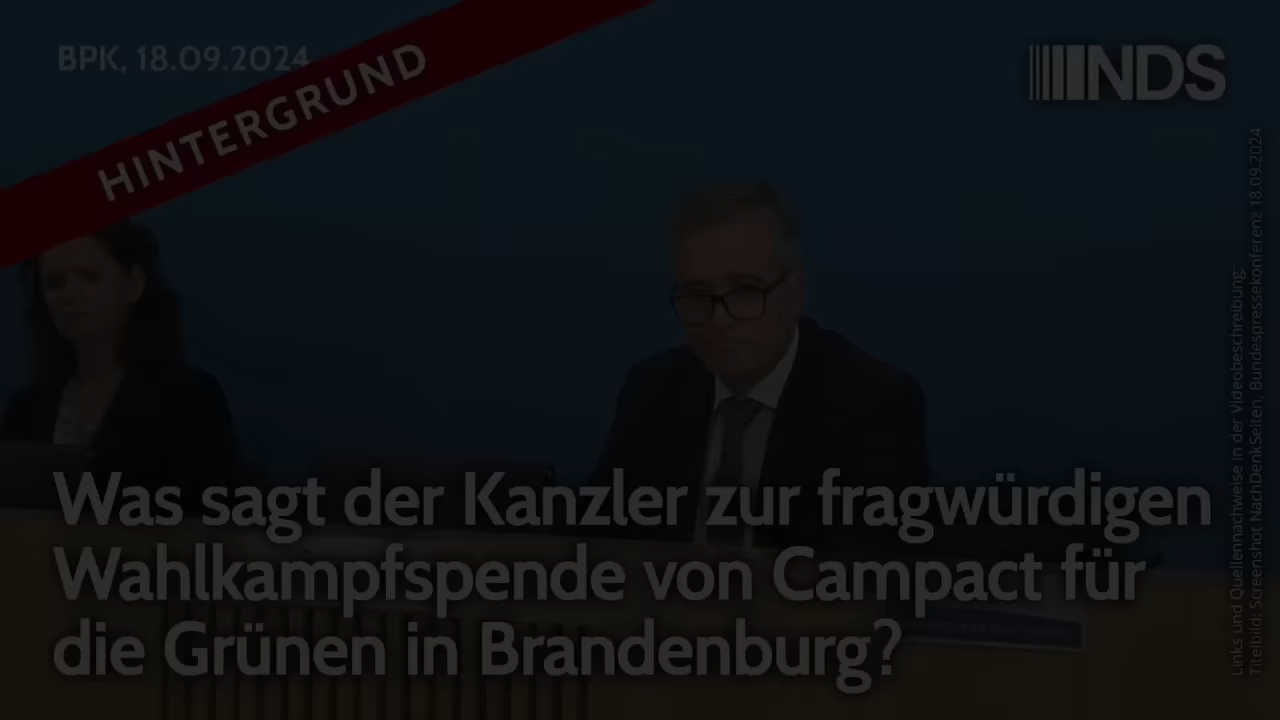 BPK, 18.09.2024
HINTERGRUND
NDS
Was sagt der Kanzler zur fragwürdigen
Wahlkampfspende von Campact für
die Grünen in Brandenburg?
Links und Quellennachweise in der Videobeschreibung;
Titelbild: Screenshot NachDenkSeiten, Bundespressekonferenz 18.09.2024